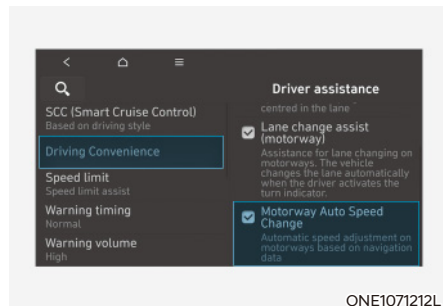 Driver assistance
SCC (Smart Cruise Control)
Based on driving style
Driving Convenience
Speed limit
Speed limit assist
Warning timing
Normal
Warning volume
High
centred in the lane
Lane change assist
(motorway)
Assistance for lane changing on
motorways. The vehicle
changes the lane automatically
when the driver activates the
turn indicator.
Motorway Auto Speed
Change
Automatic speed adjustment on
motorways based on navigation
data
ONE1071212L